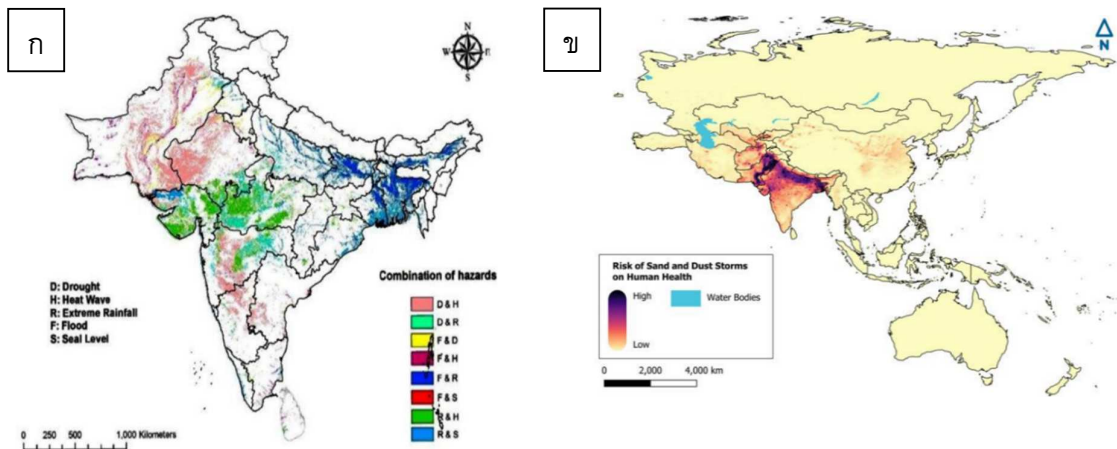 ก
N
W
E
S
D: Drought
H: Heat Wave
R: Extreme Rainfall
F: Flood
S: Seal Level
Combination of hazards
D & H
D & R
F & D
F & H
F & R
F & S
R & H
R & S
0 250 500 1,000 Kilometers
ข
N
Risk of Sand and Dust Storms
on Human Health
High
Low
Water Bodies
0 2,000 4,000 km